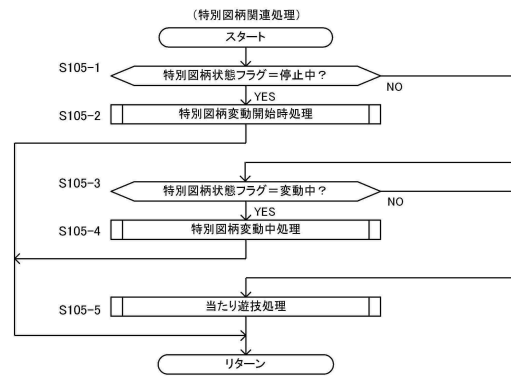 (特別図柄関連処理)
スタート
S105-1
特別図柄状態フラグ=停止中?
NO
YES
S105-2
特別図柄変動開始時処理
S105-3
特別図柄状態フラグ=変動中?
NO
YES
S105-4
特別図柄変動中処理
S105-5
当たり遊技処理
リターン